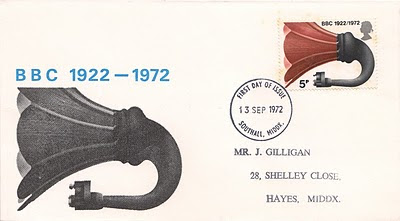 BBC 1922/1972
5p
BBC 1922—1972
FIRST DAY OF ISSUE
13 SEP 1972
SOUTHALL, MIDDX.
MR. J. GILLIGAN
28, SHELLEY CLOSE,
HAYES, MIDDX.